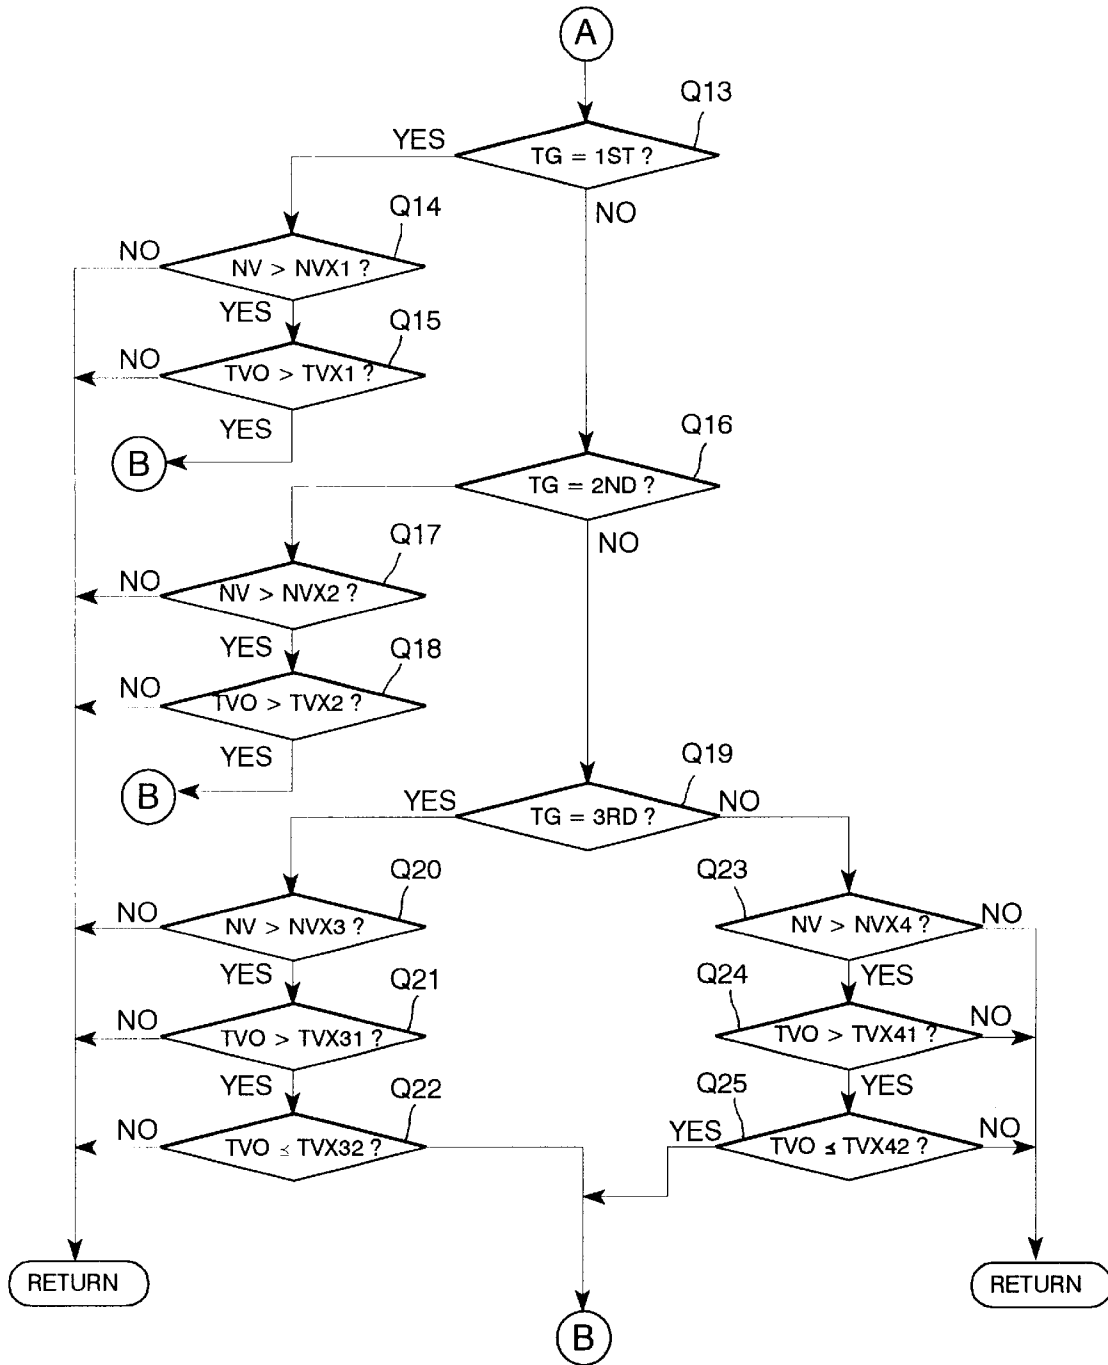 A
Q13
YES
TG = 1ST ?
NO
Q14
NO
NV > NVX1 ?
YES
Q15
NO
TVO > TVX1 ?
YES
B
Q16
TG = 2ND ?
NO
Q17
NO
NV > NVX2 ?
YES
Q18
NO
TVO > TVX2 ?
YES
B
Q19
YES
TG = 3RD ?
NO
Q20
NO
NV > NVX3 ?
YES
Q21
NO
TVO > TVX31 ?
YES
Q22
NO
TVO ≤ TVX32 ?
Q23
NV > NVX4 ?
NO
YES
Q24
TVO > TVX41 ?
NO
YES
Q25
YES
TVO ≤ TVX42 ?
NO
RETURN
RETURN
B